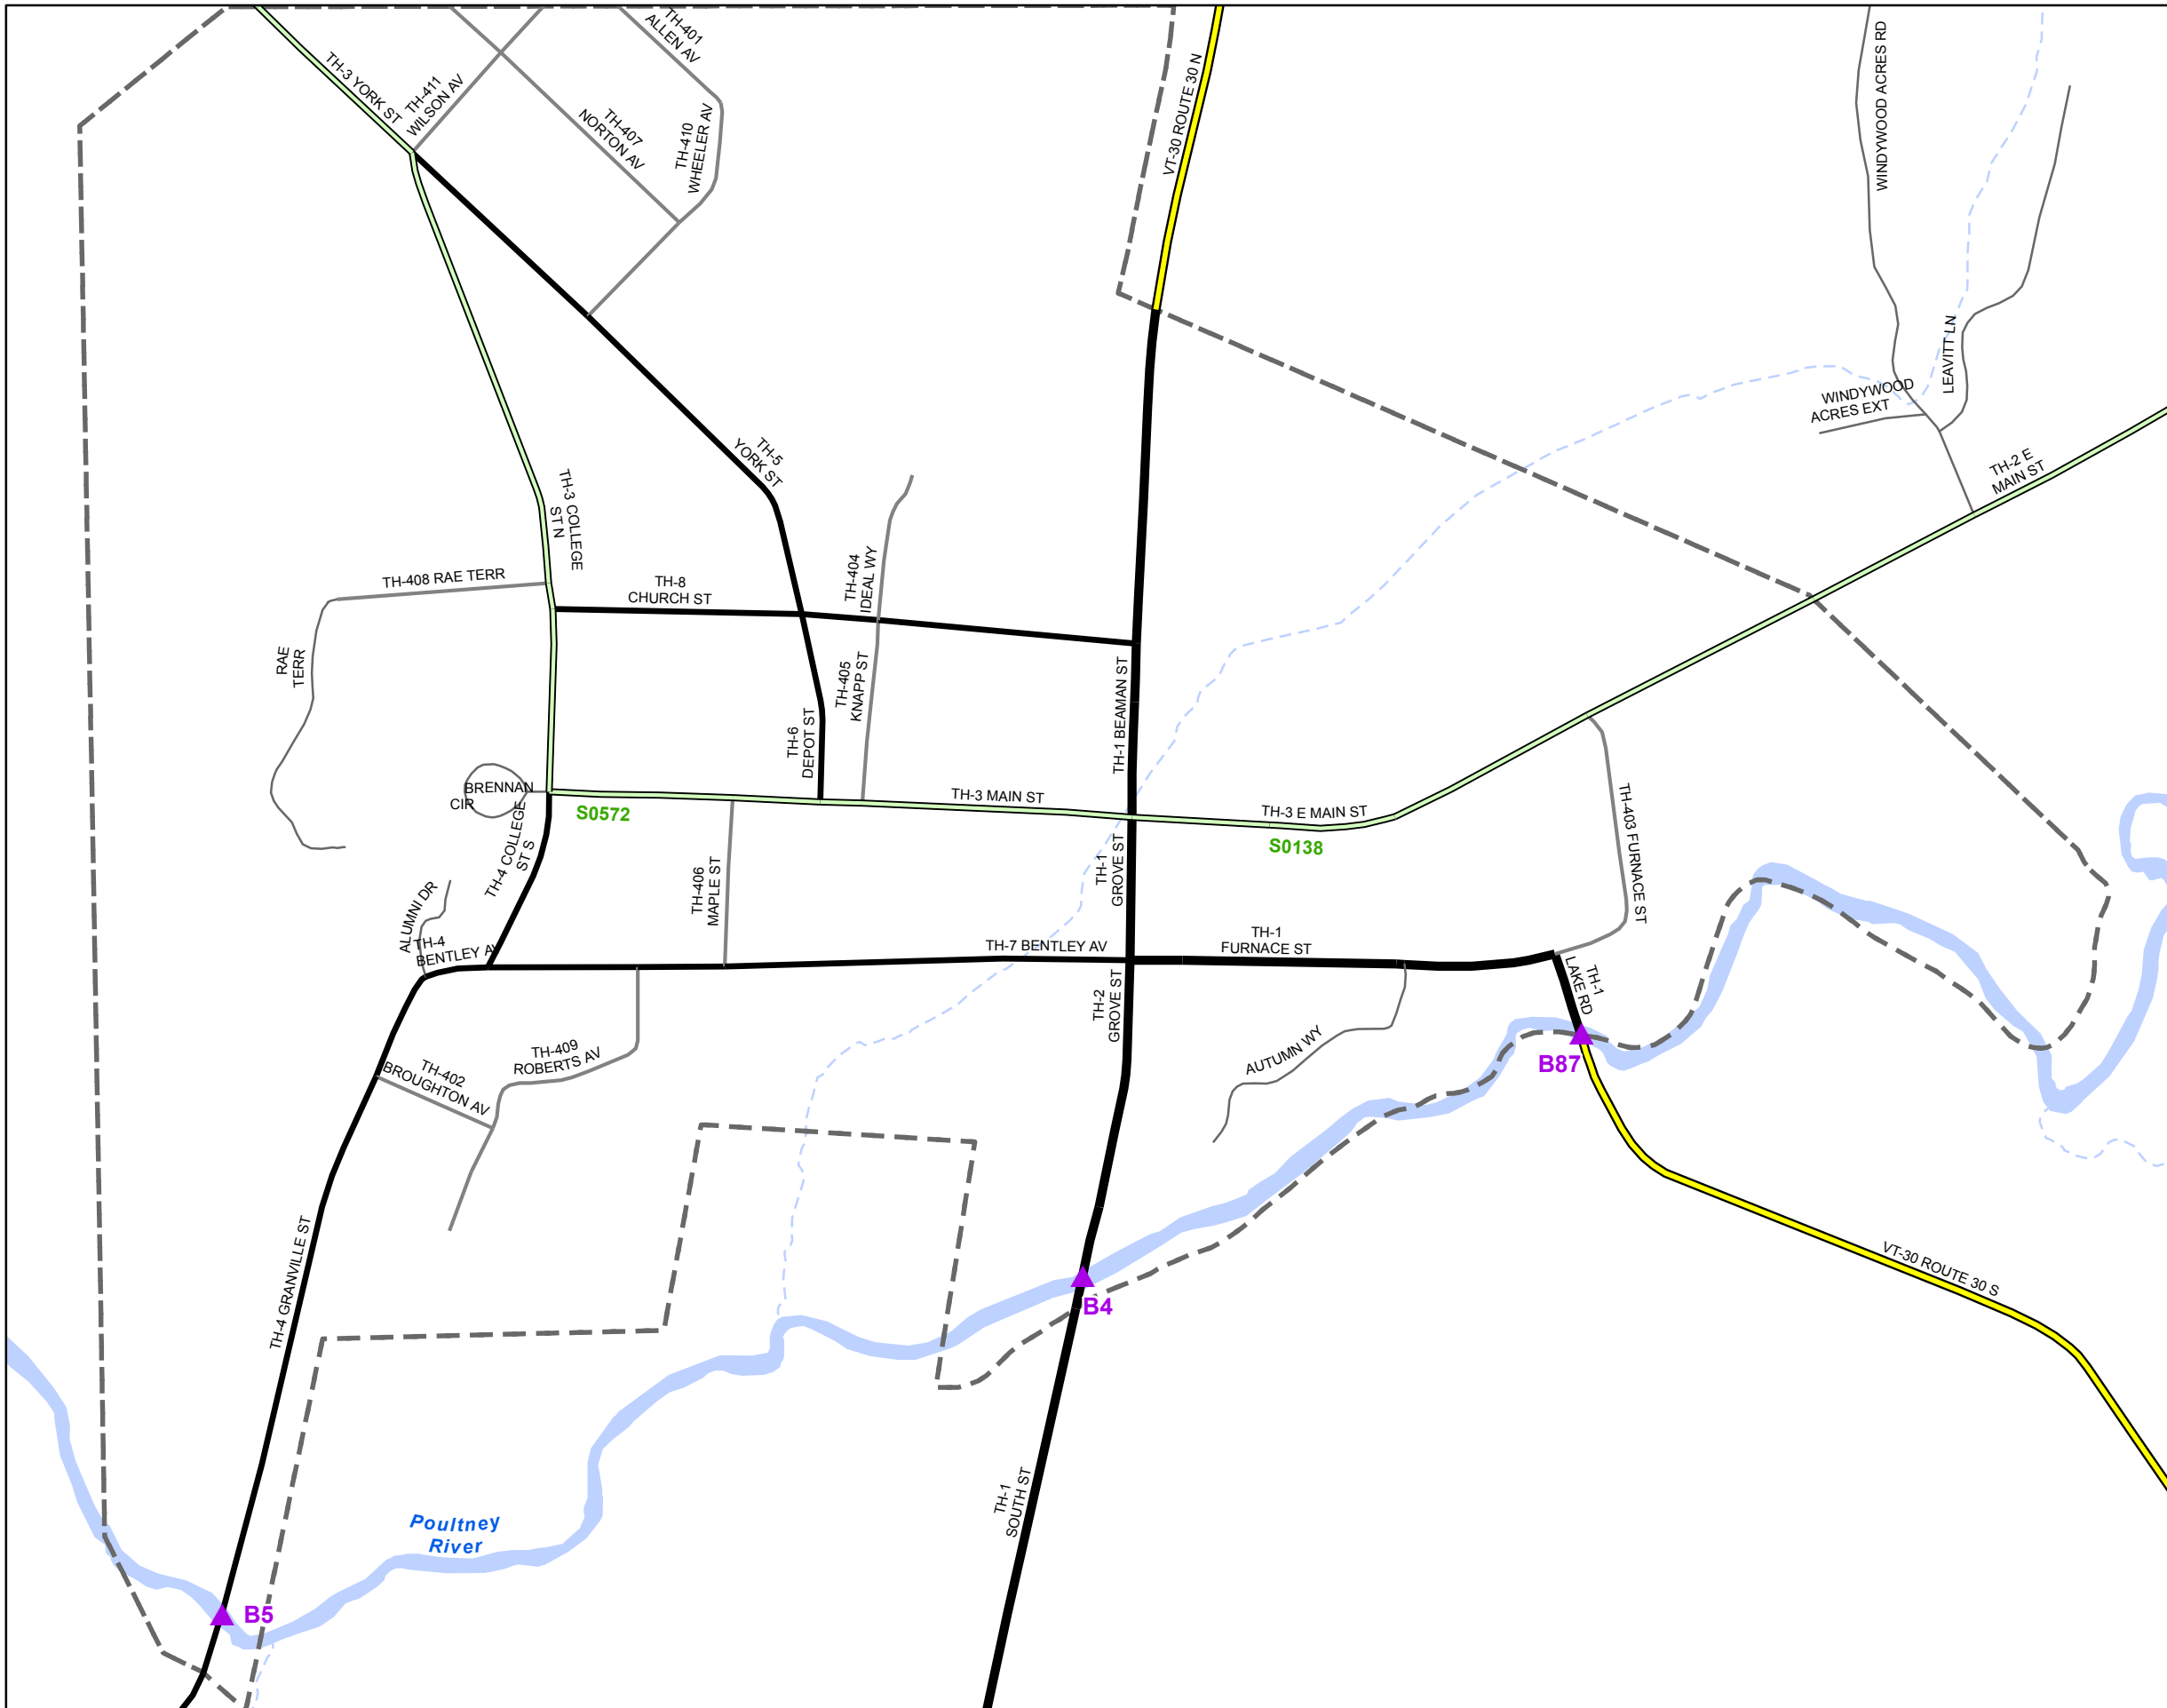 TH-401
ALLEN AV
TH-3 YORK ST
TH-411
WILSON AV
TH-407
NORTON AV
TH-410
WHEELER AV
VT-30 ROUTE 30 N
WINDYWOOD ACRES RD
LEAVITT LN
WINDYWOOD
ACRES EXT
TH-2 E
MAIN ST
TH-5
YORK ST
TH-3 COLLEGE
ST N
TH-408 RAE TERR
TH-8
CHURCH ST
TH-404
IDEAL WY
RAE
TERR
TH-405
KNAPP ST
TH-1 BEAMAN ST
TH-6
DEPOT ST
BRENNAN
CIR
S0572
TH-3 MAIN ST
TH-3 E MAIN ST
S0138
TH-403 FURNACE ST
TH-4 COLLEGE
ST S
TH-406
MAPLE ST
TH-1
GROVE ST
ALUMNI DR
TH-4
BENTLEY AV
TH-7 BENTLEY AV
TH-1
FURNACE ST
TH-1
LAKE RD
TH-2
GROVE ST
TH-409
ROBERTS AV
TH-402
BROUGHTON AV
AUTUMN WY
B87
TH-4 GRANVILLE ST
VT-30 ROUTE 30 S
B4
TH-1
SOUTH ST
Poultney
River
B5